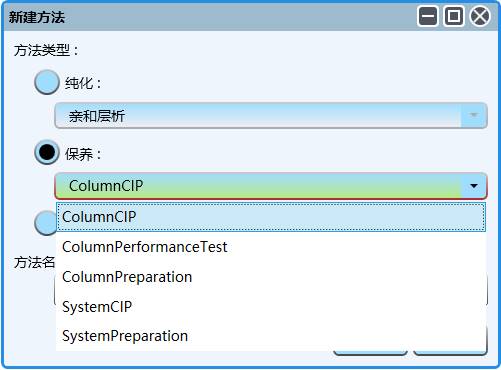 新建方法
方法类型：
纯化：
亲和层析
保养：
ColumnCIP
ColumnCIP
ColumnPerformanceTest
方法名
ColumnPreparation
SystemCIP
SystemPreparation